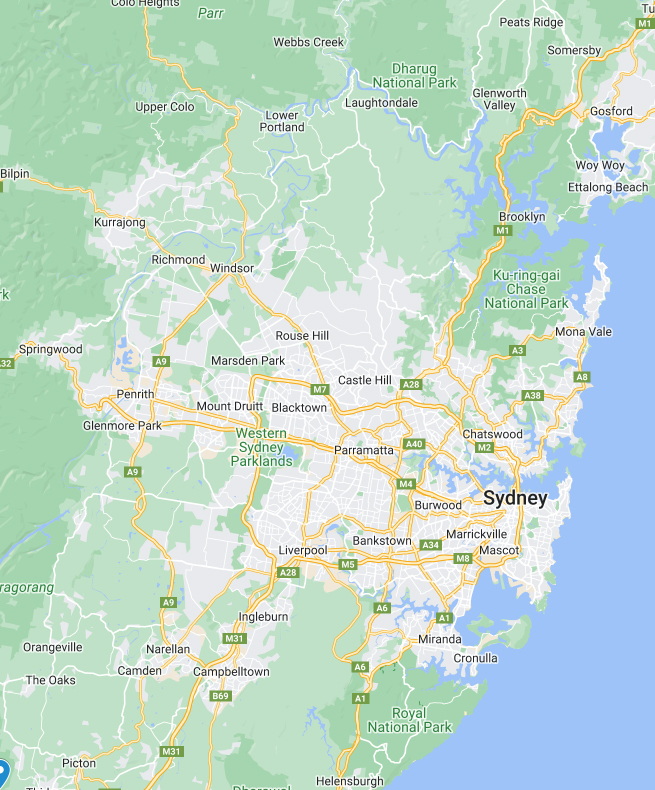 Colo Heights
Parr
Tu
M1
Peats Ridge
Webbs Creek
Somersby
Dharug
National Park
Glenworth
Valley
Upper Colo
Laughtondale
Lower
Portland
Gosford
Woy Woy
Bilpin
Ettalong Beach
Kurrajong
Brooklyn
M1
Richmond
Windsor
Ku-ring-gai
Chase
National Park
rk
Rouse Hill
Mona Vale
Springwood
A3
A9
Marsden Park
32
A8
Castle Hill
A28
M7
Penrith
A38
Mount Druitt
Blacktown
Glenmore Park
Western
Sydney
Parklands
Chatswood
A40
M2
Parramatta
A9
M4
Sydney
Burwood
Marrickville
Bankstown
A34
Liverpool
Mascot
M8
M5
A28
ragorang
A9
A6
Ingleburn
A1
M31
Miranda
Orangeville
Narellan
Cronulla
A6
Camden
Campbelltown
The Oaks
B69
A1
Royal
National Park
M31
Picton
Helensburgh